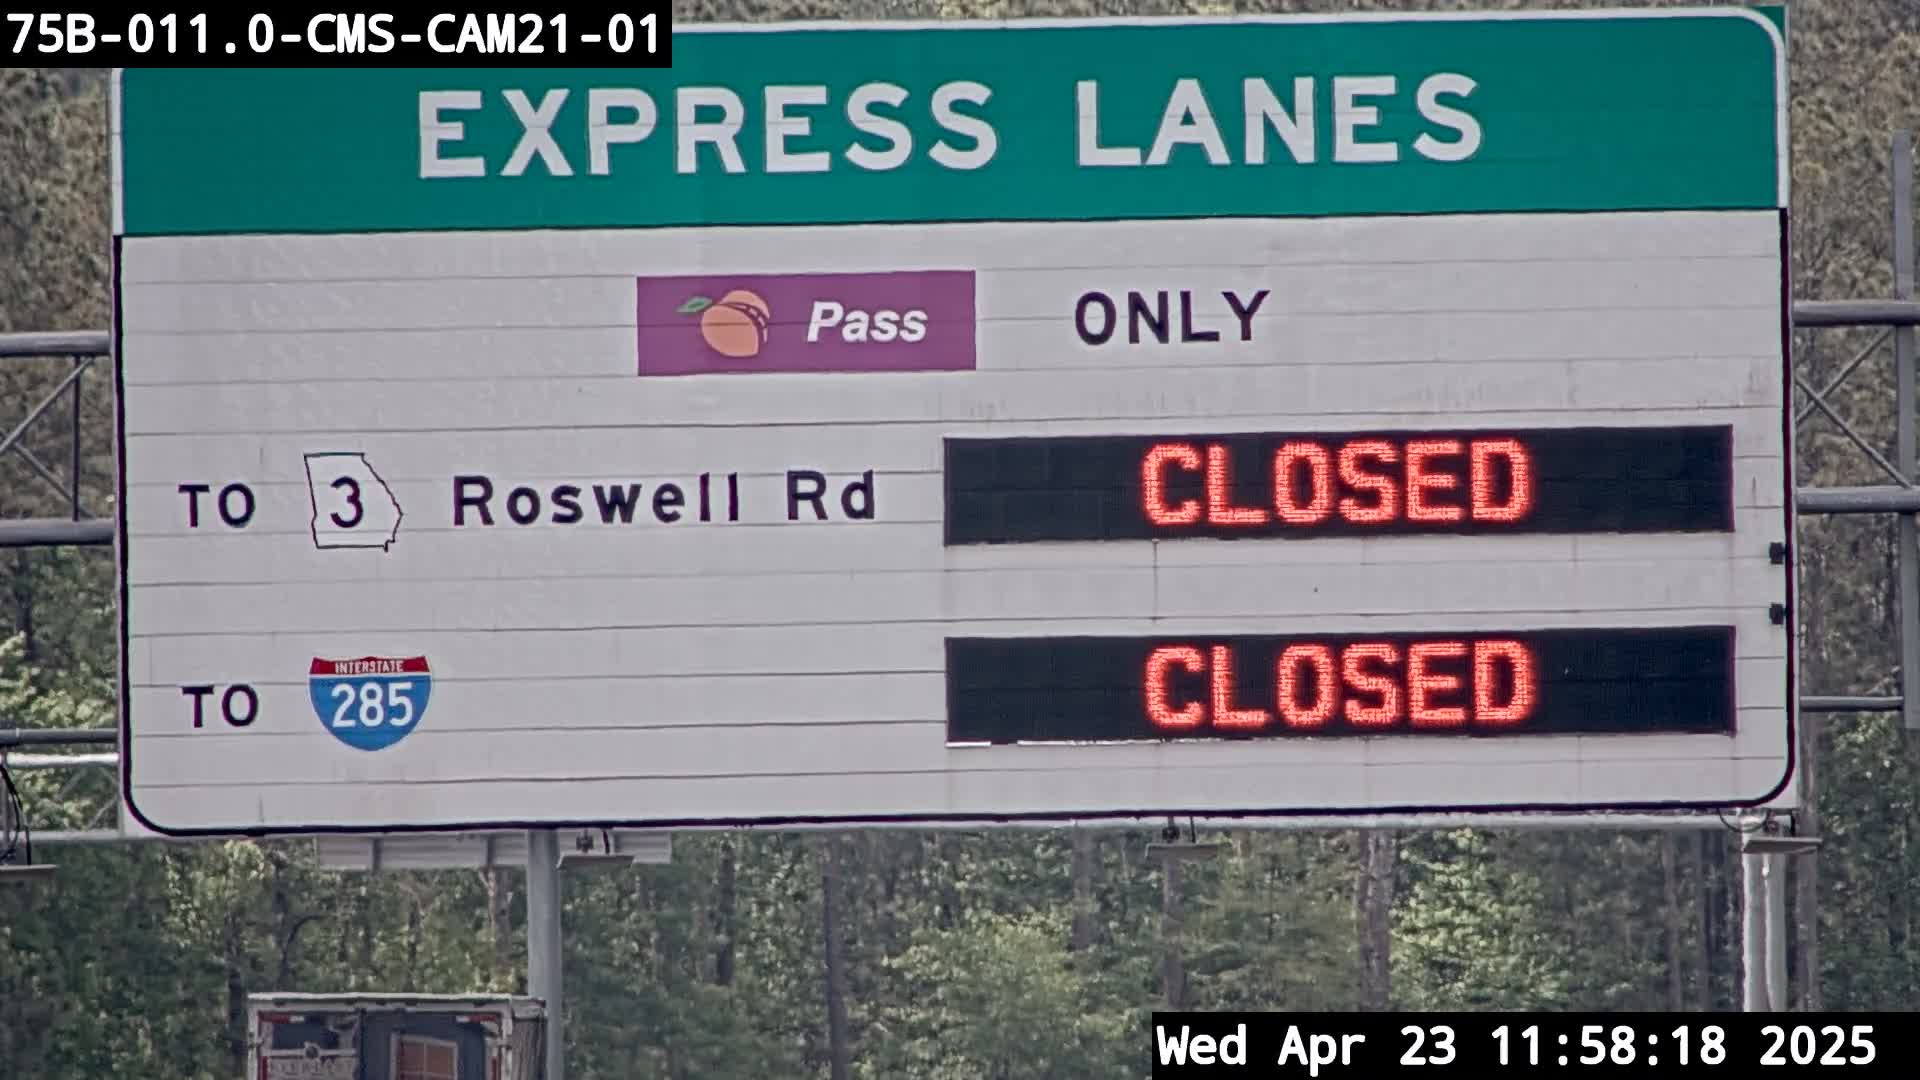 75B-011.0-CMS-CAM21-01
EXPRESS LANES
Pass ONLY
TO 3 Roswell Rd CLOSED
INTERSTATE
TO 285 CLOSED
Wed Apr 23 11:58:18 2025